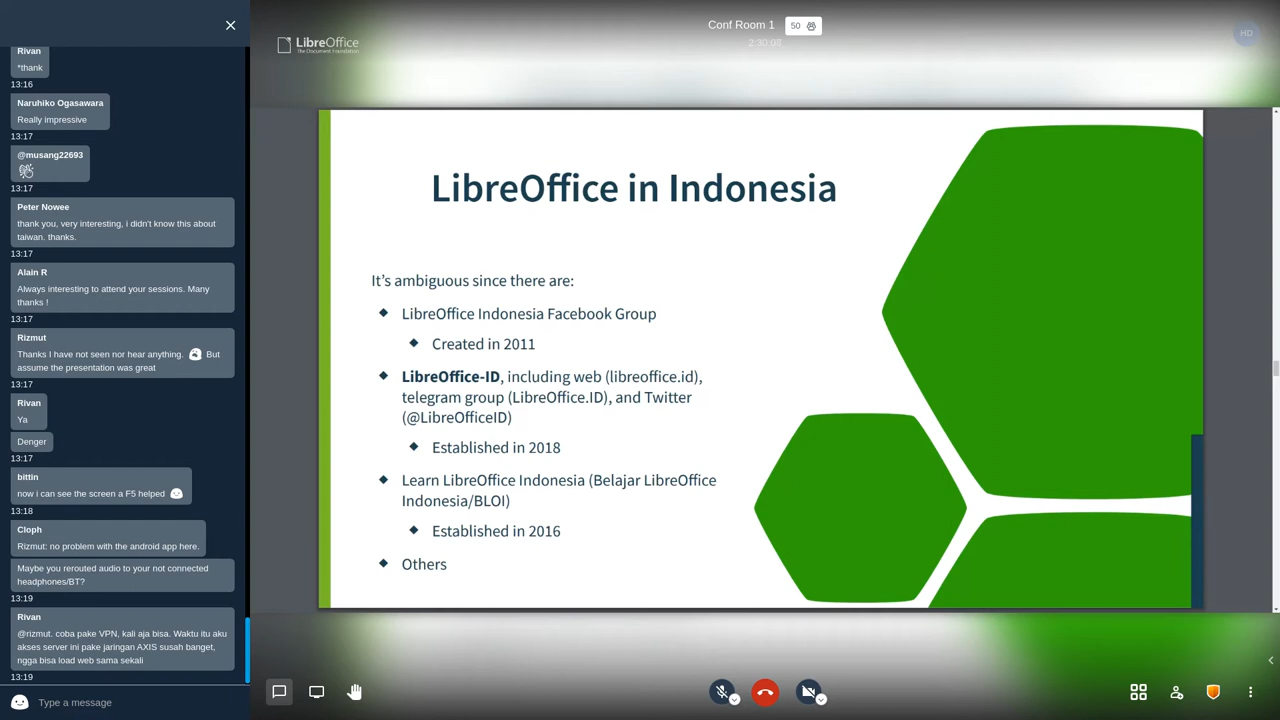 Rivan
*thank
13:16
Naruhiko Ogasawara
Really impressive
13:17
@musang22693
13:17
Peter Nowee
thank you, very interesting, i didn't know this about
taiwan. thanks.
13:17
Alain R
Always interesting to attend your sessions. Many
thanks !
13:17
Rizmut
Thanks I have not seen nor hear anything. But
assume the presentation was great
13:17
Rivan
Ya
Denger
13:17
bittin
now i can see the screen a F5 helped
13:18
Cloph
Rizmut: no problem with the android app here.
Maybe you rerouted audio to your not connected
headphones/BT?
13:19
Rivan
@rizmut. coba pake VPN, kali aja bisa. Waktu itu aku
akses server ini pake jaringan AXIS susah banget,
ngga bisa load web sama sekali
13:19
Type a message
LibreOffice
The Document Foundation
Conf Room 1
50
HD
LibreOffice in Indonesia
It's ambiguous since there are:
LibreOffice Indonesia Facebook Group
Created in 2011
LibreOffice-ID, including web (libreoffice.id),
telegram group (LibreOffice.ID), and Twitter
(@LibreOfficeID)
Established in 2018
Learn LibreOffice Indonesia (Belajar LibreOffice
Indonesia/BLOI)
Established in 2016
Others